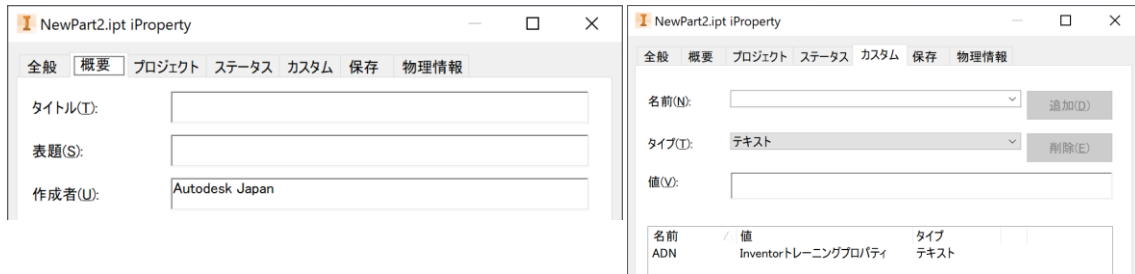 NewPart2.ipt iProperty
全般 概要 プロジェクト ステータス カスタム 保存 物理情報
タイトル(T):
表題(S):
作成者(U): Autodesk Japan
NewPart2.ipt iProperty
全般 概要 プロジェクト ステータス カスタム 保存 物理情報
名前(N): 追加(D)
タイプ(T): テキスト 削除(E)
値(V):
名前 値 タイプ
ADN Inventorトレーニングプロパティ テキスト